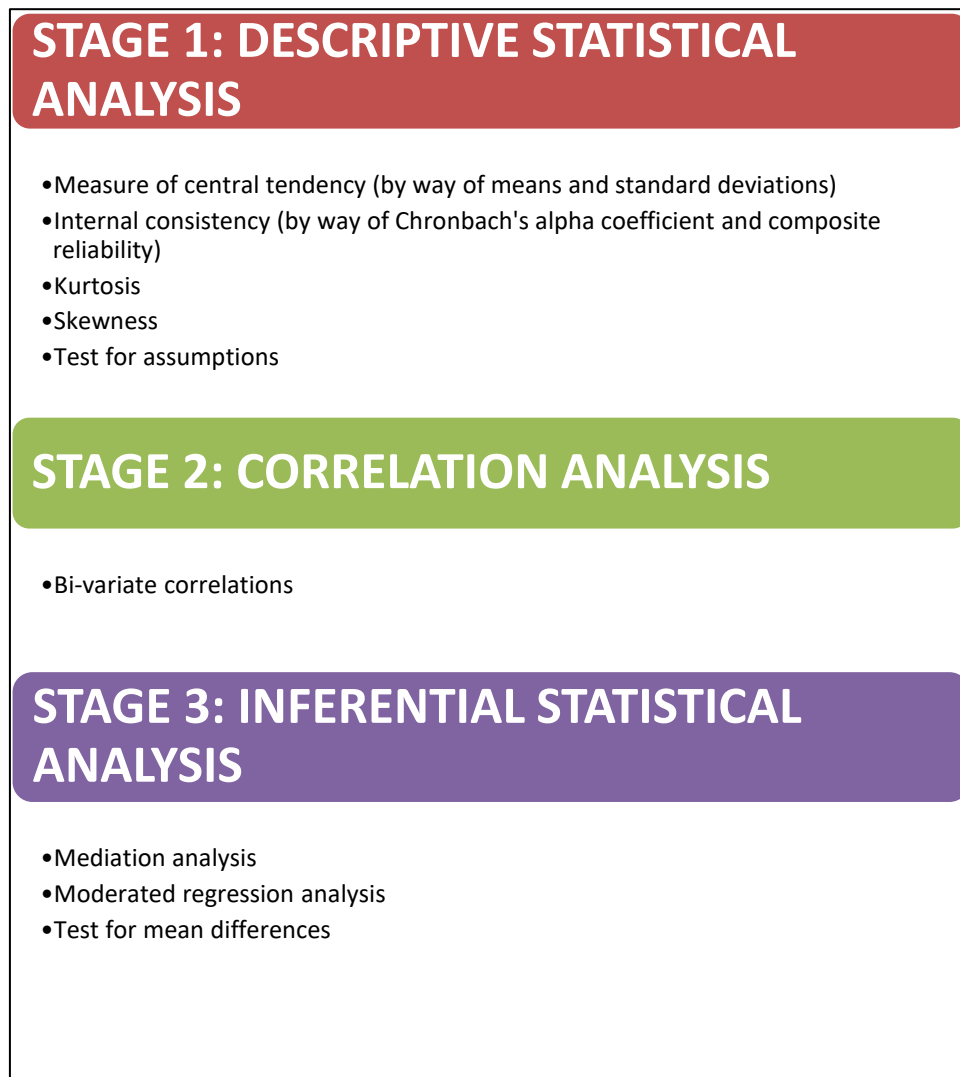 STAGE 1: DESCRIPTIVE STATISTICAL
ANALYSIS
•Measure of central tendency (by way of means and standard deviations)
•Internal consistency (by way of Chronbach's alpha coefficient and composite
reliability)
•Kurtosis
•Skewness
•Test for assumptions
STAGE 2: CORRELATION ANALYSIS
•Bi-variate correlations
STAGE 3: INFERENTIAL STATISTICAL
ANALYSIS
•Mediation analysis
•Moderated regression analysis
•Test for mean differences